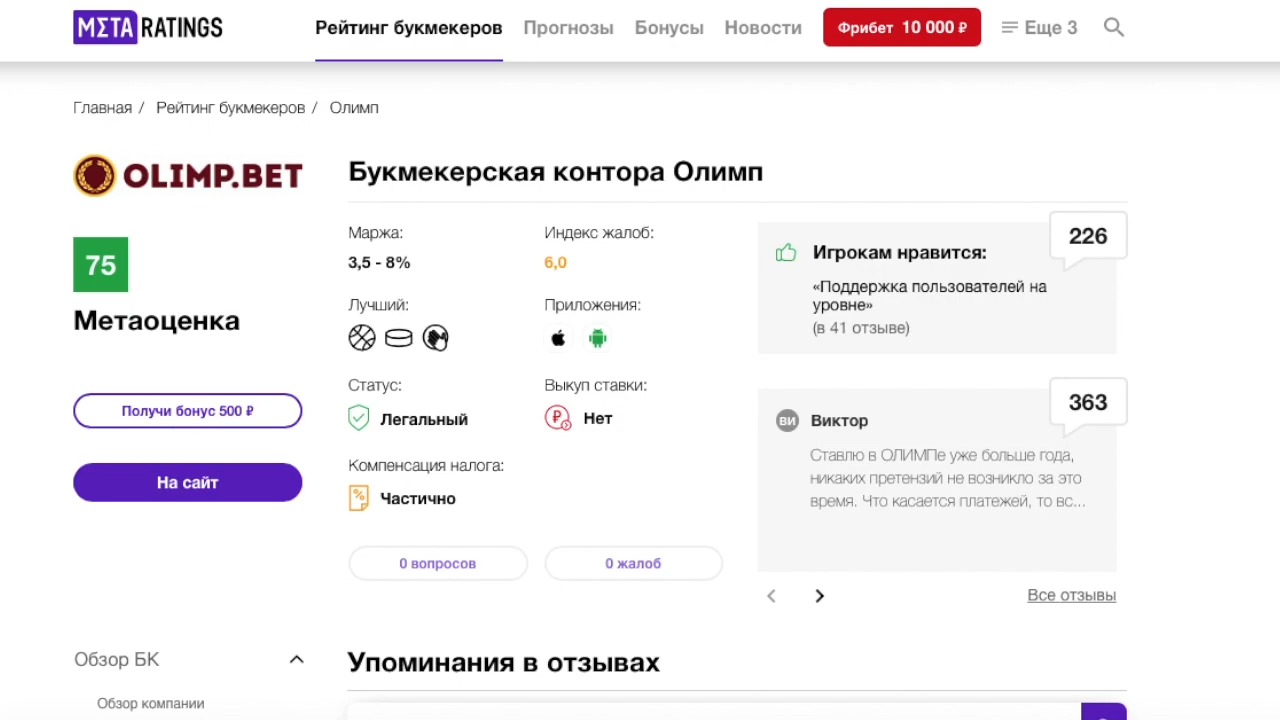 METARATINGS
Рейтинг букмекеров
Прогнозы
Бонусы
Новости
Фрибет 10 000 ₽
Еще 3
Главная / Рейтинг букмекеров / Олимп
OLIMP.BET
75
Метаоценка
Получи бонус 500 ₽
На сайт
Букмекерская контора Олимп
Маржа:
3,5 - 8%
Индекс жалоб:
6,0
Лучший:
Приложения:
Статус:
Легальный
Выкуп ставки:
Нет
Компенсация налога:
Частично
0 вопросов
0 жалоб
226
Игрокам нравится:
«Поддержка пользователей на
уровне»
(в 41 отзыве)
363
ВИ
Виктор
Ставлю в ОЛИМПе уже больше года,
никаких претензий не возникло за это
время. Что касается платежей, то вс...
Все отзывы
Обзор БК
Обзор компании
Упоминания в отзывах